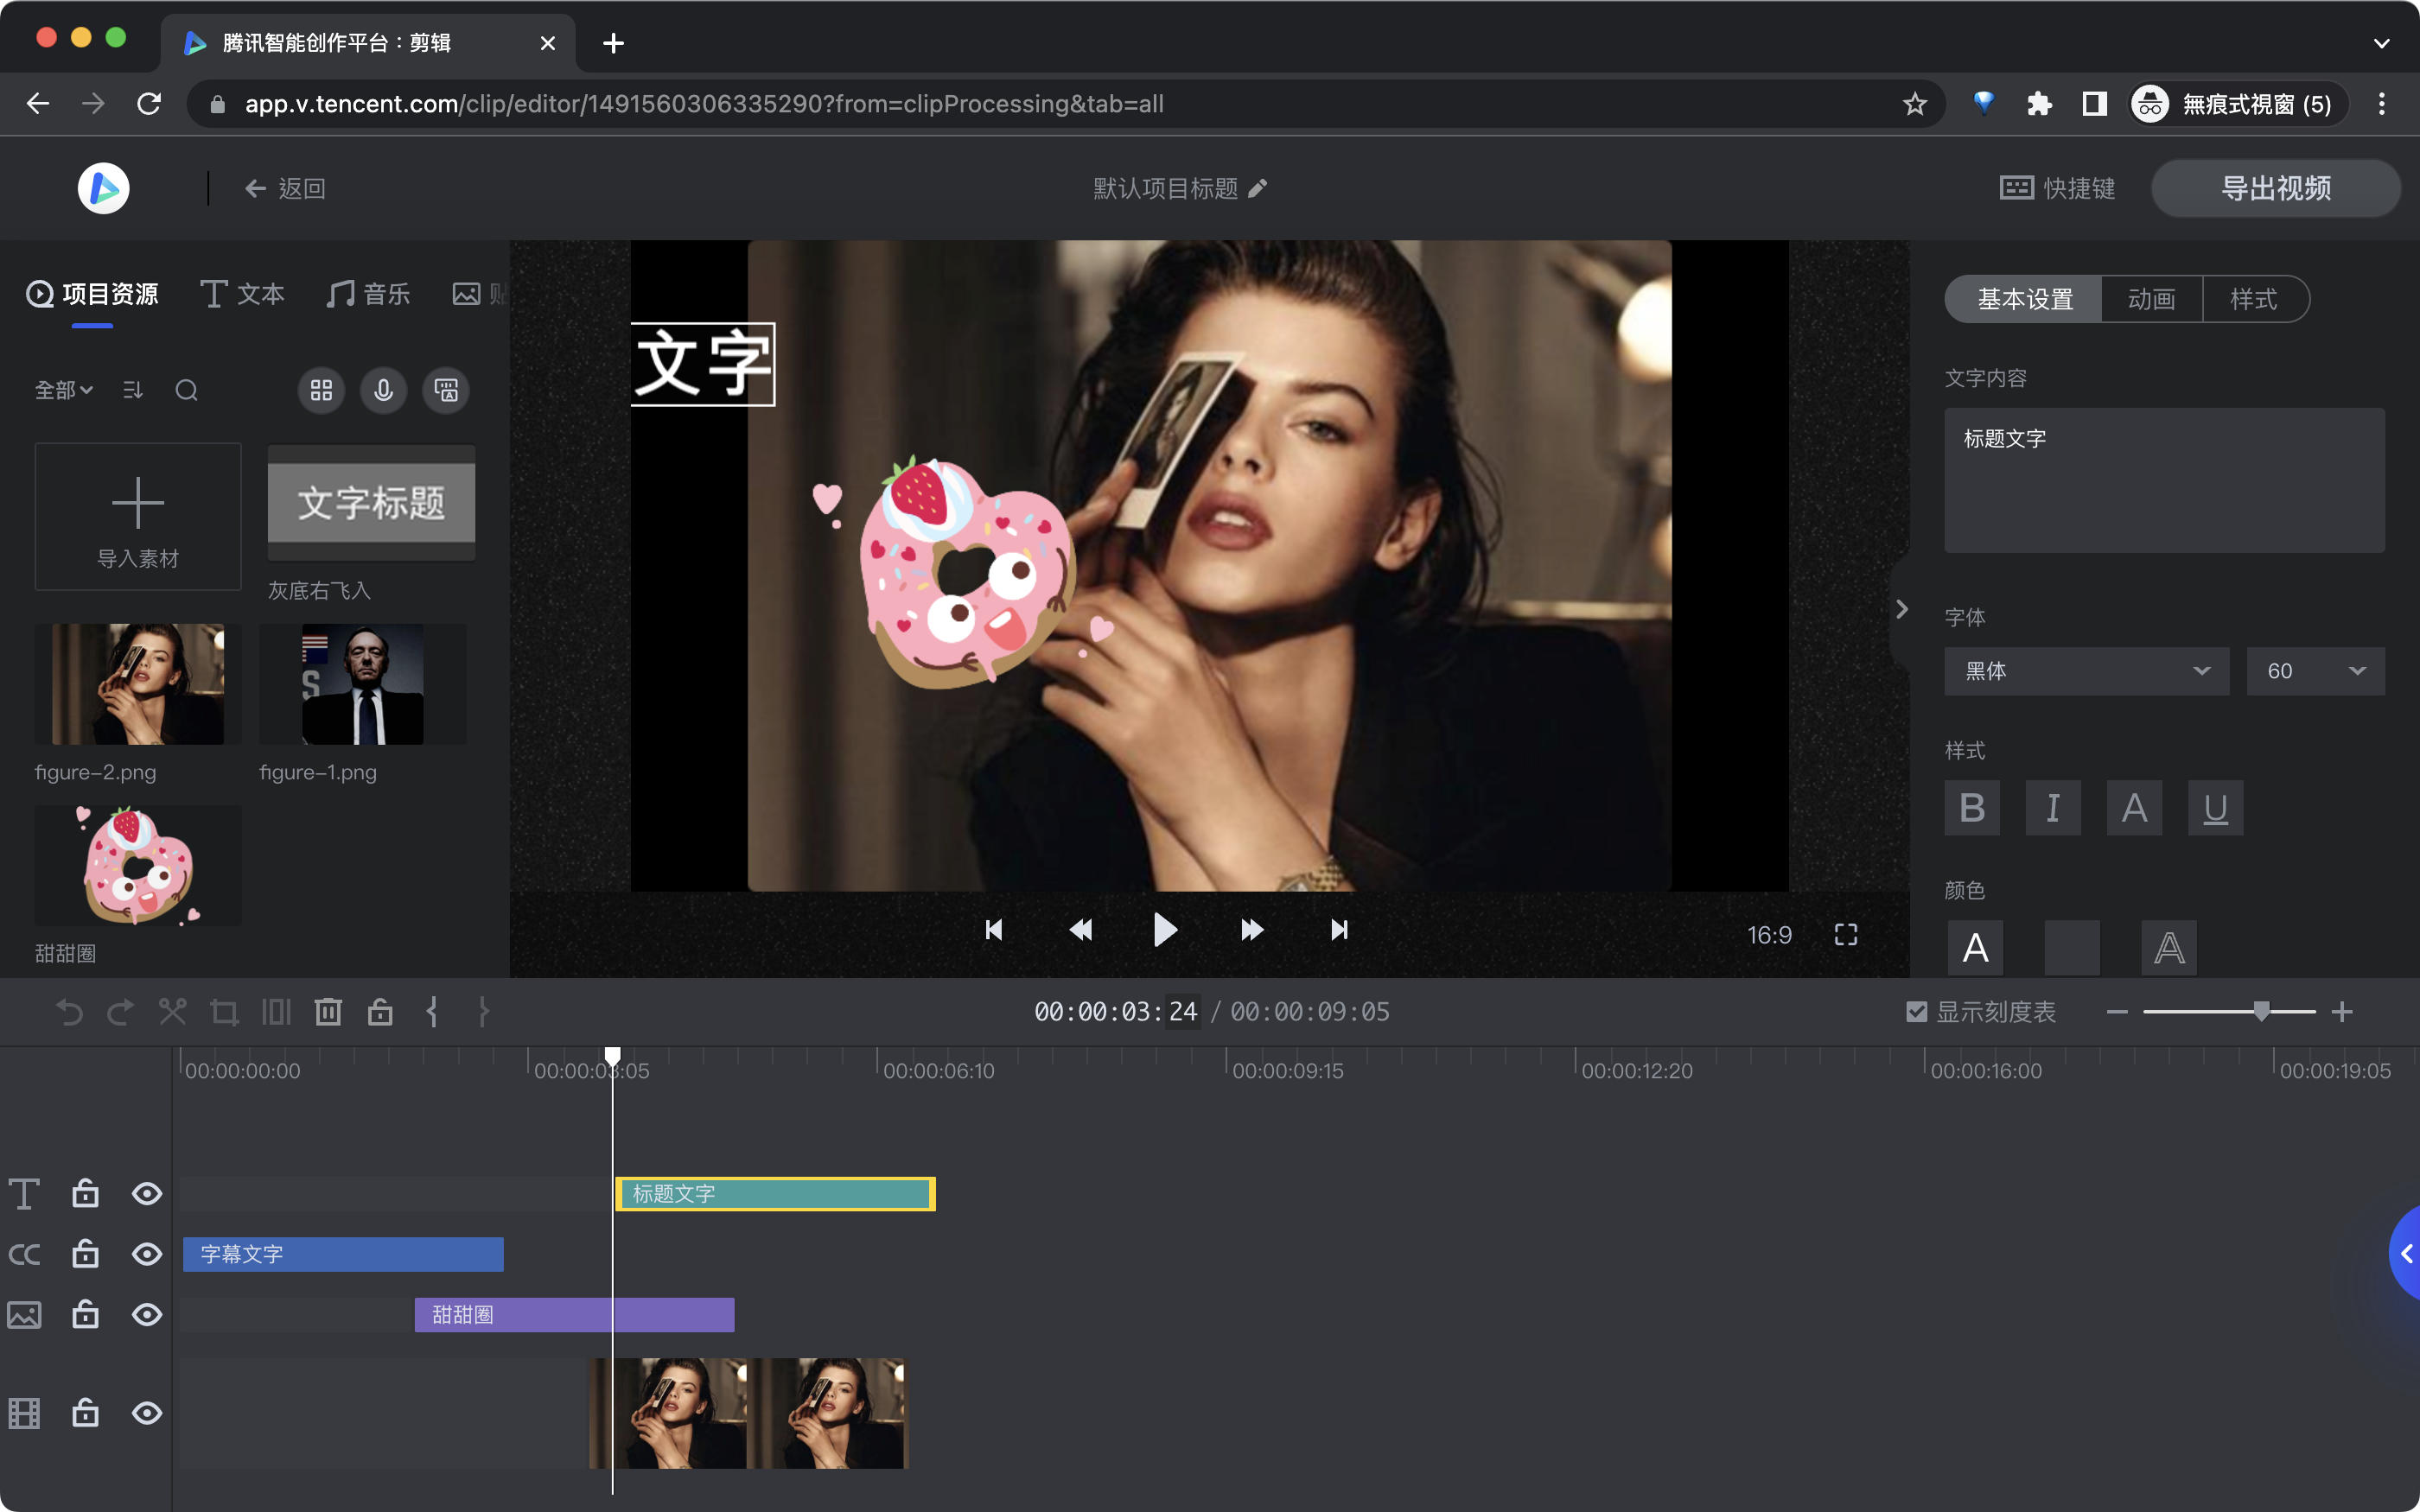 腾讯智能创作平台：剪辑
app.v.tencent.com/clip/editor/1491560306335290?from=clipProcessing&tab=all
無痕式視窗 (5)
返回
默认项目标题
快捷键
导出视频
项目资源
文本
音乐
基本设置
动画
样式
全部
文字
文字内容
标题文字
导入素材
文字标题
灰底右飞入
字体
黑体
60
figure-2.png
figure-1.png
样式
B
I
A
U
颜色
A
A
甜甜圈
16:9
00:00:03:24 / 00:00:09:05
显示刻度表
00:00:00:00
00:00:03:05
00:00:06:10
00:00:09:15
00:00:12:20
00:00:16:00
00:00:19:05
标题文字
CC
字幕文字
甜甜圈